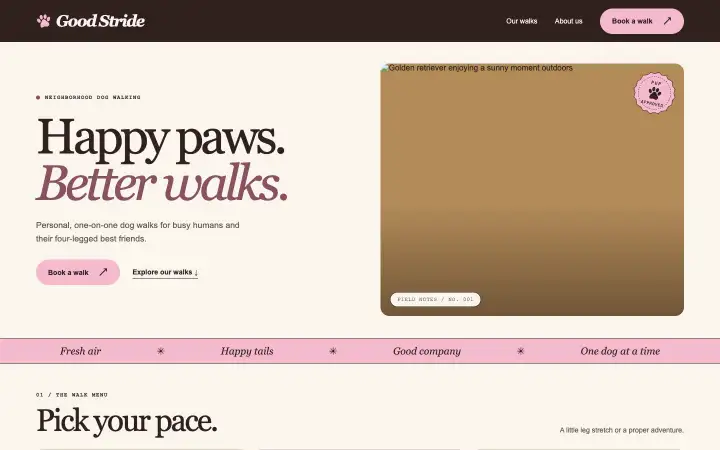 Good Stride
Our walks
About us
Book a walk ↗
Golden retriever enjoying a sunny moment outdoors
PUP
APPROVED
NEIGHBORHOOD DOG WALKING
Happy paws.
Better walks.
Personal, one-on-one dog walks for busy humans and
their four-legged best friends.
Book a walk ↗
Explore our walks ↓
FIELD NOTES / NO. 001
Fresh air ✳ Happy tails ✳ Good company ✳ One dog at a time
01 / THE WALK MENU
Pick your pace.
A little leg stretch or a proper adventure.